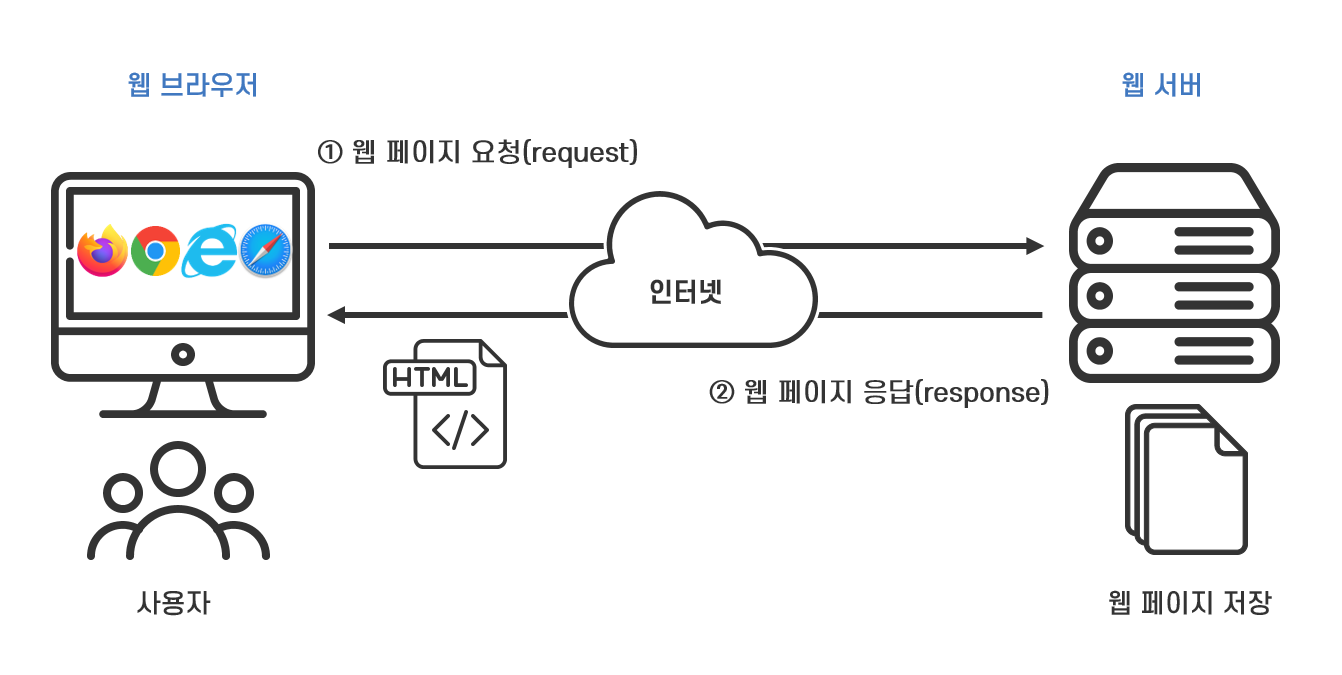 웹 브라우저
웹 서버
① 웹 페이지 요청(request)
인터넷
HTML
</>
② 웹 페이지 응답(response)
사용자
웹 페이지 저장